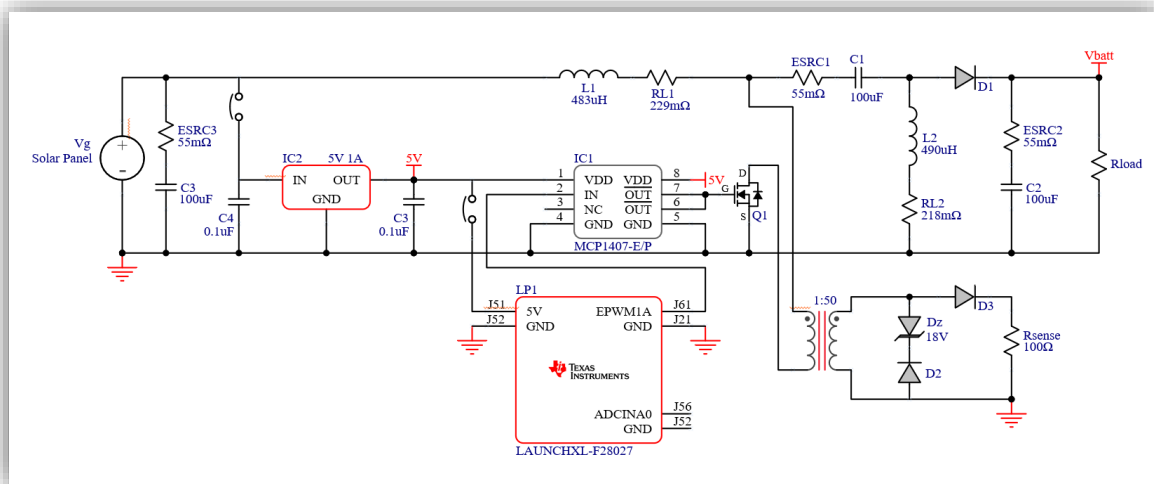 Vbatt
ESRC1
55mΩ
C1
100uF
L1
483uH
RL1
229mΩ
D1
Vg
Solar Panel
+
-
ESRC3
55mΩ
C3
100uF
C4
0.1uF
IC2
5V 1A
IN
OUT
GND
5V
C3
0.1uF
IC1
1 VDD VDD 8
2 IN OUT 7
3 NC OUT 6
4 GND GND 5
MCP1407-E/P
5V
D
G
S
Q1
L2
490uH
RL2
218mΩ
ESRC2
55mΩ
C2
100uF
Rload
LP1
J51 5V EPWM1A J61
J52 GND GND J21
TEXAS
INSTRUMENTS
ADCINA0 J56
GND J52
LAUNCHXL-F28027
1:50
D3
Dz
18V
D2
Rsense
100Ω